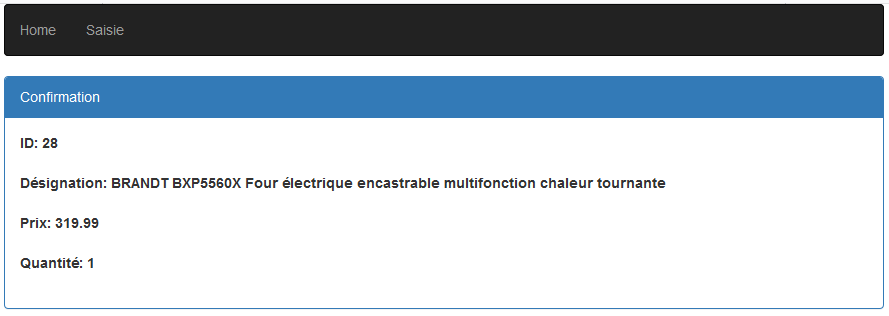 Home Saisie
Confirmation
ID: 28
Désignation: BRANDT BXP5560X Four électrique encastrable multifonction chaleur tournante
Prix: 319.99
Quantité: 1